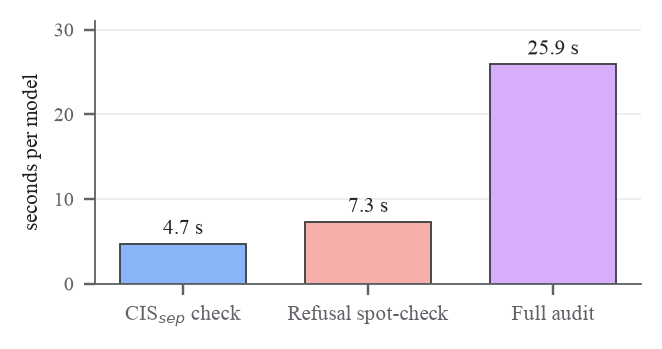 30
20
10
0
seconds per model
4.7 s
7.3 s
25.9 s
CISsep check
Refusal spot-check
Full audit